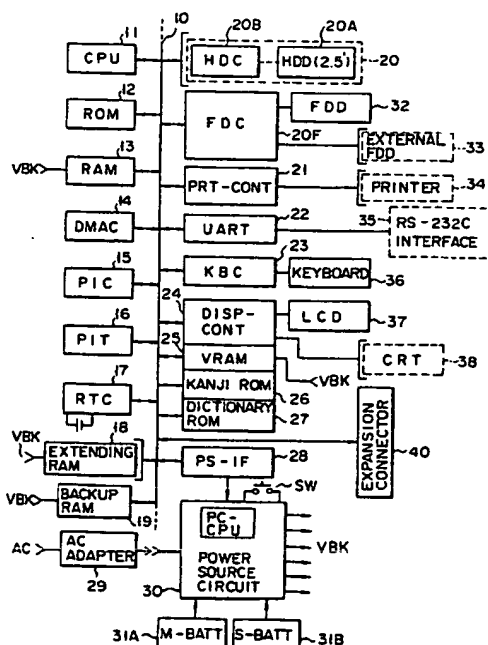 10
11
CPU
20B
20A
HDC
HDD(2.5')
20
12
ROM
FDC
FDD
32
20F
EXTERNAL
FDD
33
13
VBK
RAM
21
PRT-CONT
PRINTER
34
14
DMAC
22
UART
35
RS-232C
INTERFACE
15
PIC
23
KBC
KEYBOARD
36
24
DISP-
CONT
LCD
37
16
PIT
25
VRAM
VBK
CRT
38
17
RTC
KANJI ROM
26
DICTIONARY
ROM
27
VBK
18
EXTENDING
RAM
PS-IF
28
EXPANSION
CONNECTOR
40
VBK
BACKUP
RAM
19
SW
AC
AC
ADAPTER
29
PC-
CPU
POWER
SOURCE
CIRCUIT
30
VBK
31A
M-BATT
S-BATT
31B